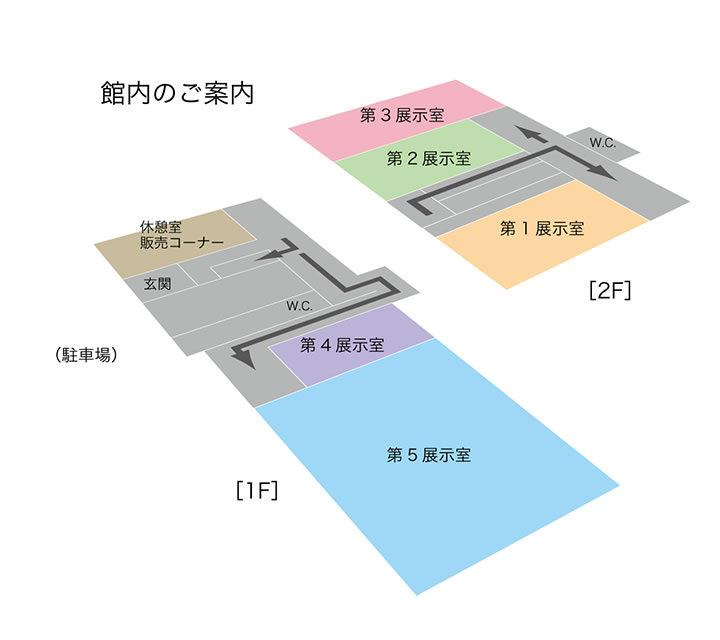 館内のご案内
第3展示室
第2展示室
W.C.
第1展示室
[2F]
休憩室
販売コーナー
玄関
W.C.
第4展示室
（駐車場）
第5展示室
[1F]